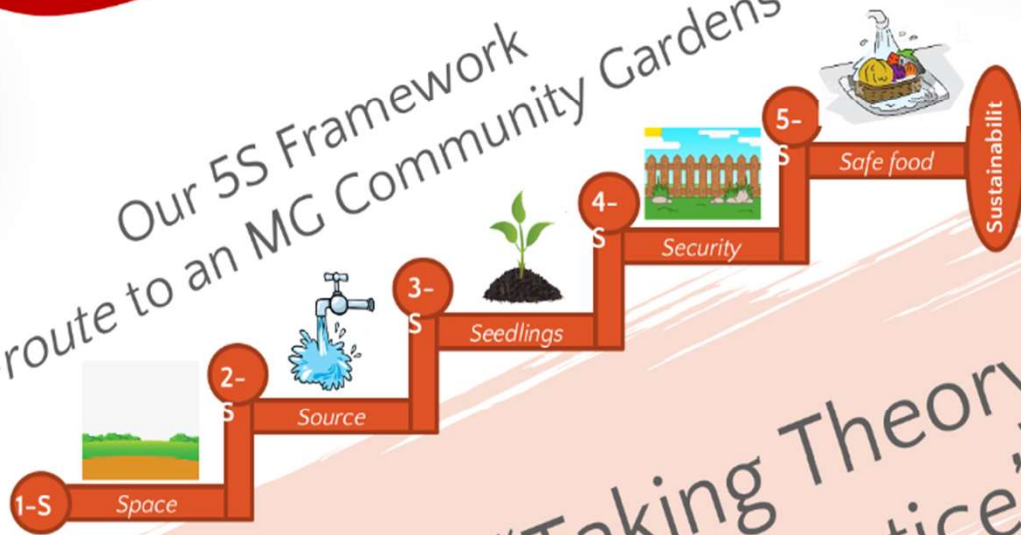 Our 5S Framework
route to an MG Community Gardens
1-S
Space
2-
S
Source
3-
S
Seedlings
4-
S
Security
5-
S
Safe food
Sustainabilit
“Taking Theory
tice”